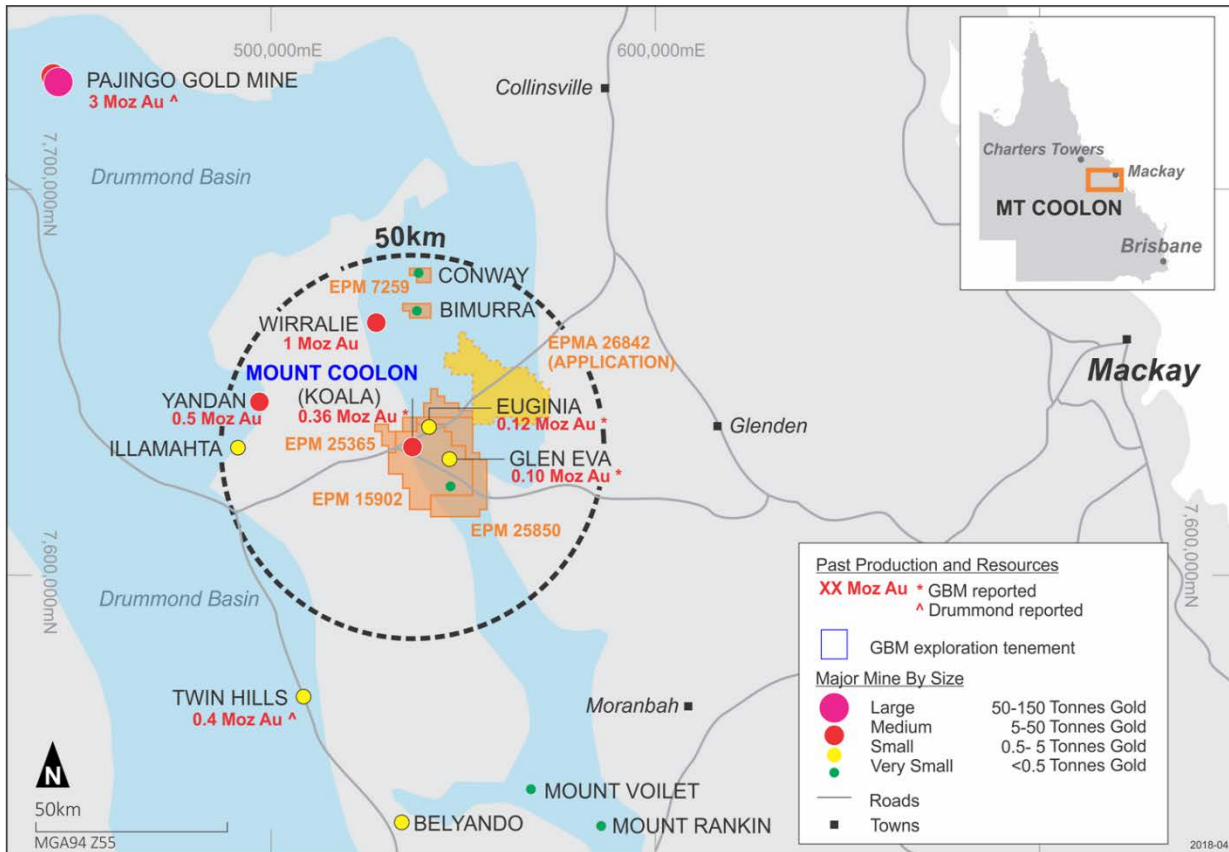 500,000mE
600,000mE
PAJINGO GOLD MINE
3 Moz Au ^
Collinsville
7,700,000mN
Drummond Basin
Charters Towers
Mackay
MT COOLON
Brisbane
50km
CONWAY
EPM 7259
BIMURRA
WIRRALIE
1 Moz Au
EPMA 26842
(APPLICATION)
Mackay
MOUNT COOLON
(KOALA)
0.36 Moz Au *
YANDAN
0.5 Moz Au
EUGINIA
0.12 Moz Au *
Glenden
ILLAMAHTA
EPM 25365
GLEN EVA
0.10 Moz Au *
EPM 15902
EPM 25850
7,600,000mN
7,600,000mN
Drummond Basin
TWIN HILLS
0.4 Moz Au ^
Moranbah
MOUNT VOILET
BELYANDO
MOUNT RANKIN
N
50km
MGA94 Z55
Past Production and Resources
XX Moz Au * GBM reported
^ Drummond reported
GBM exploration tenement
Major Mine By Size
Large 50-150 Tonnes Gold
Medium 5-50 Tonnes Gold
Small 0.5- 5 Tonnes Gold
Very Small <0.5 Tonnes Gold
Roads
Towns
2018-04